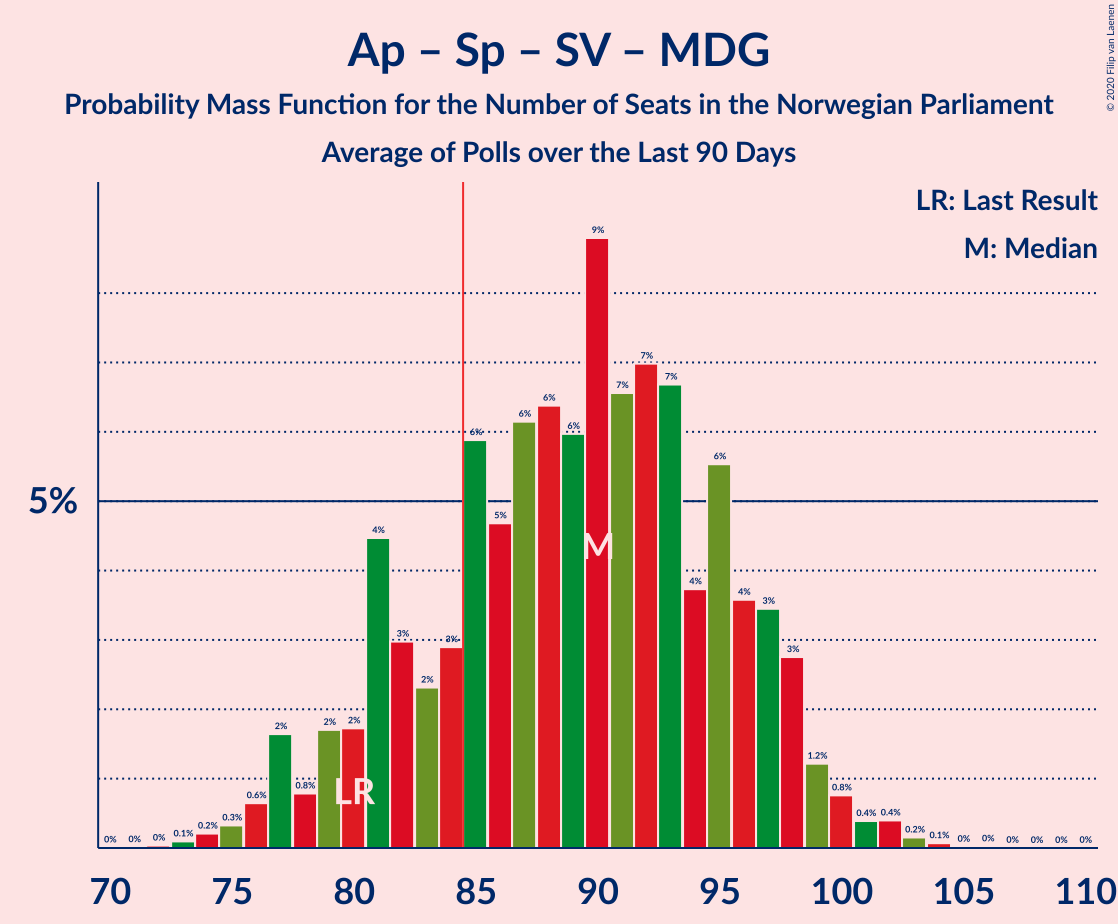 Ap – Sp – SV – MDG
Probability Mass Function for the Number of Seats in the Norwegian Parliament
Average of Polls over the Last 90 Days
© 2020 Filip van Laenen
LR: Last Result
M: Median
5%
0% 0% 0% 0.1% 0.2% 0.3% 0.6% 2% 0.8% 2% 2% 4% 3% 2% 3% 6% 5% 6% 6% 6% 9% 7% 7% 7% 4% 6% 4% 3% 3% 1.2% 0.8% 0.4% 0.4% 0.2% 0.1% 0% 0% 0% 0% 0% 0%
M
LR
70 75 80 85 90 95 100 105 110